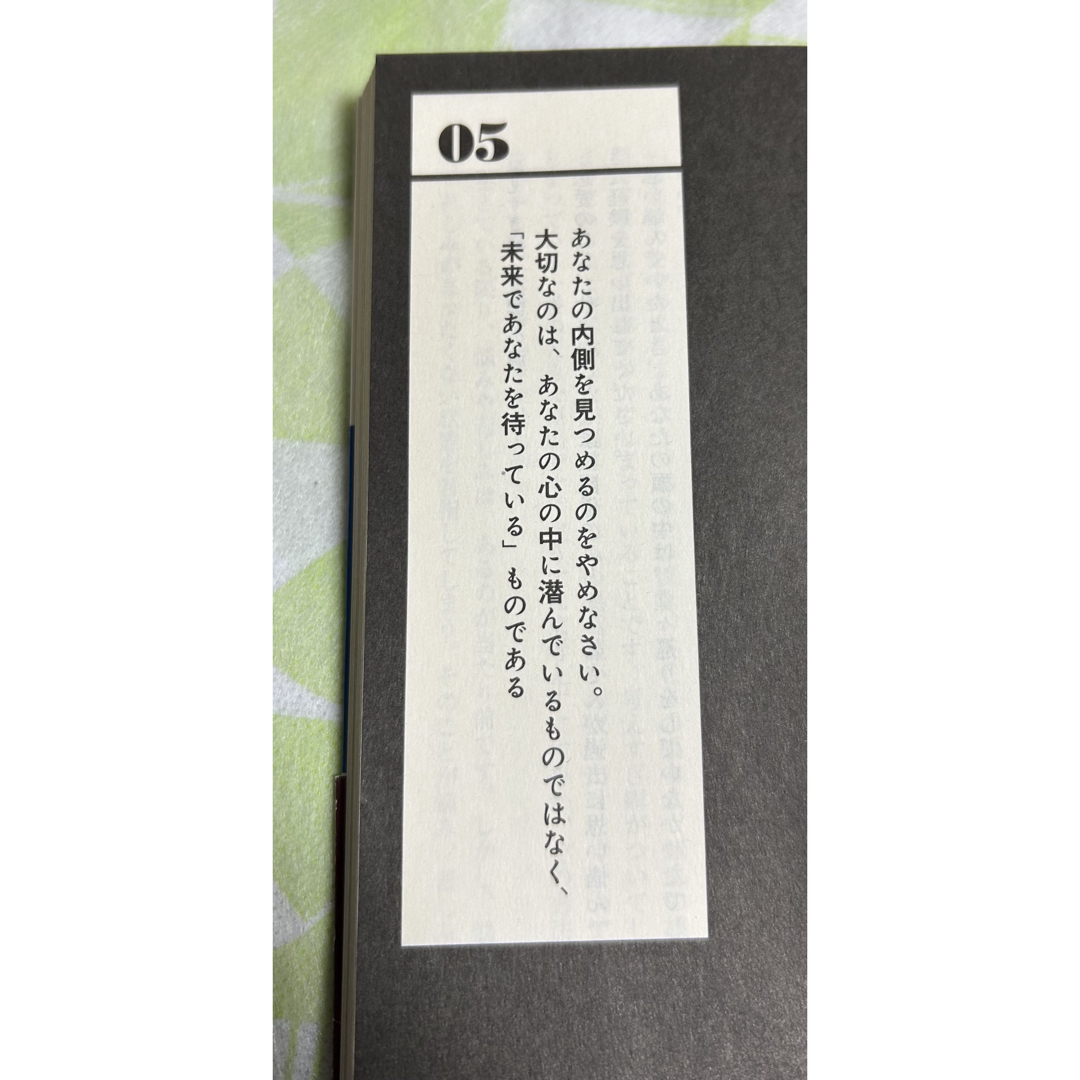 05
あなたの内側を見つめるのをやめなさい。
大切なのは、あなたの心の中に潜んでいるものではなく、
「未来であなたを待っている」ものである